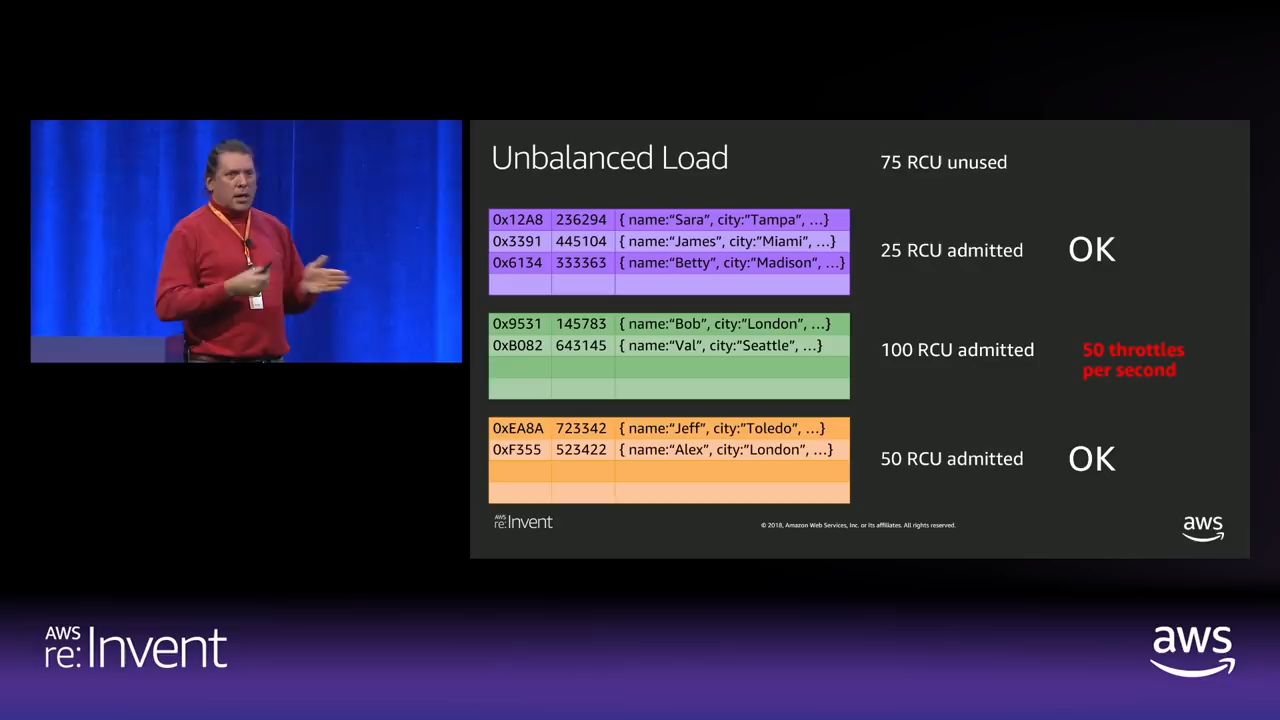 Unbalanced Load
75 RCU unused
0x12A8 236294 { name:“Sara”, city:”Tampa”, …}
0x3391 445104 { name:“James”, city:”Miami”, …}
0x6134 333363 { name:“Betty”, city:”Madison”, …}
25 RCU admitted OK
0x9531 145783 { name:“Bob”, city:”London”, …}
0xB082 643145 { name:“Val”, city:”Seattle”, …}
100 RCU admitted
50 throttles
per second
0xEA8A 723342 { name:“Jeff”, city:”Toledo”, …}
0xF355 523422 { name:“Alex”, city:”London”, …}
50 RCU admitted OK
AWS
re:Invent
© 2018, Amazon Web Services, Inc. or its affiliates. All rights reserved.
aws
AWS
re:Invent
aws